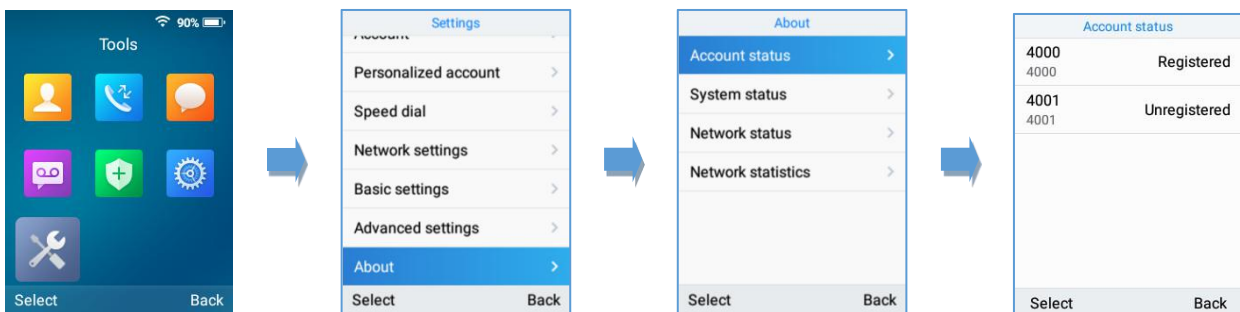 90%
Tools
Select Back
Settings
Account
Personalized account
Speed dial
Network settings
Basic settings
Advanced settings
About
Select Back
About
Account status
System status
Network status
Network statistics
Select Back
Account status
4000 Registered
4000
4001 Unregistered
4001
Select Back